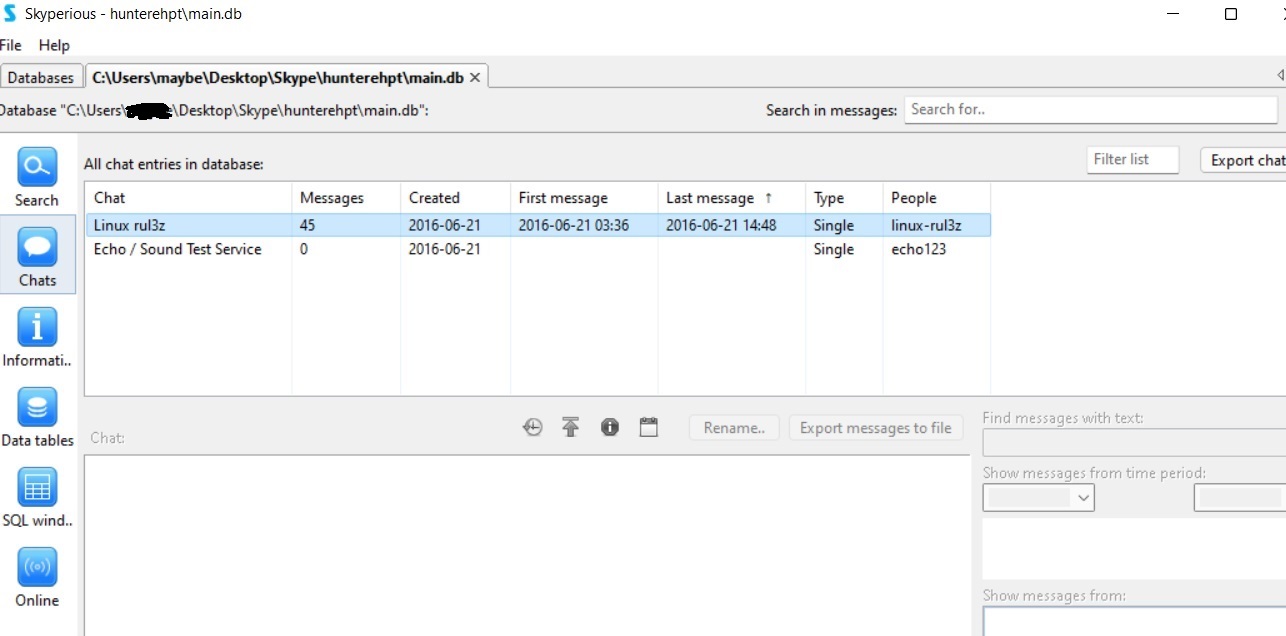 Skyperious - hunterehpt\main.db
File Help
Databases C:\Users\maybe\Desktop\Skype\hunterehpt\main.db
Database "C:\Users\ \Desktop\Skype\hunterehpt\main.db": Search in messages: Search for..
All chat entries in database: Filter list Export chat
Search
Chat Messages Created First message Last message ↑ Type People
Linux rul3z 45 2016-06-21 2016-06-21 03:36 2016-06-21 14:48 Single linux-rul3z
Echo / Sound Test Service 0 2016-06-21 Single echo123
Chats
Informati..
Data tables
SQL wind..
Online
Chat: Rename.. Export messages to file
Find messages with text:
Show messages from time period:
Show messages from: